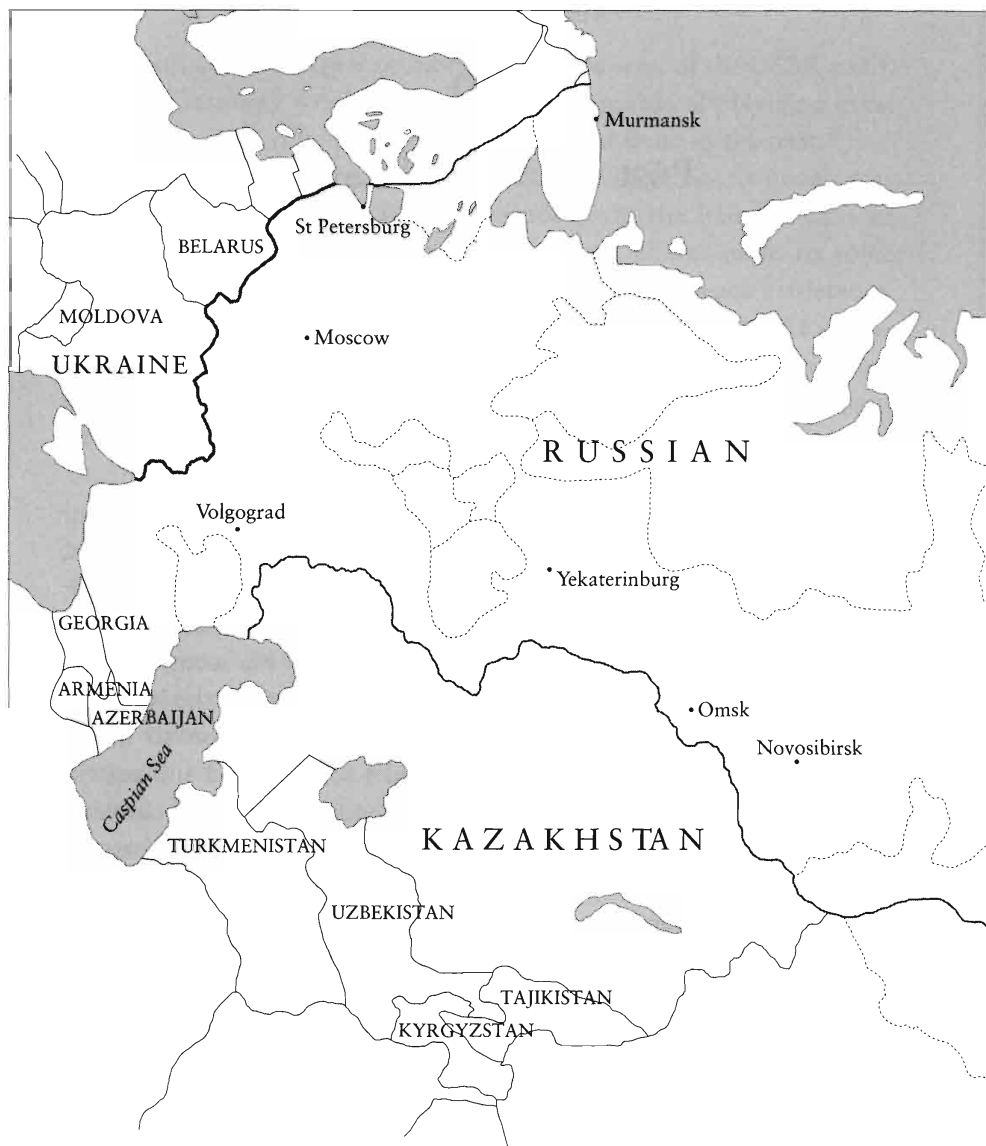 Murmansk
St Petersburg
BELARUS
MOLDOVA
Moscow
UKRAINE
RUSSIAN
Volgograd
Yekaterinburg
GEORGIA
ARMENIA
Omsk
AZERBAIJAN
Novosibirsk
Caspian Sea
KAZAKHSTAN
TURKMENISTAN
UZBEKISTAN
TAJIKISTAN
KYRGYZSTAN